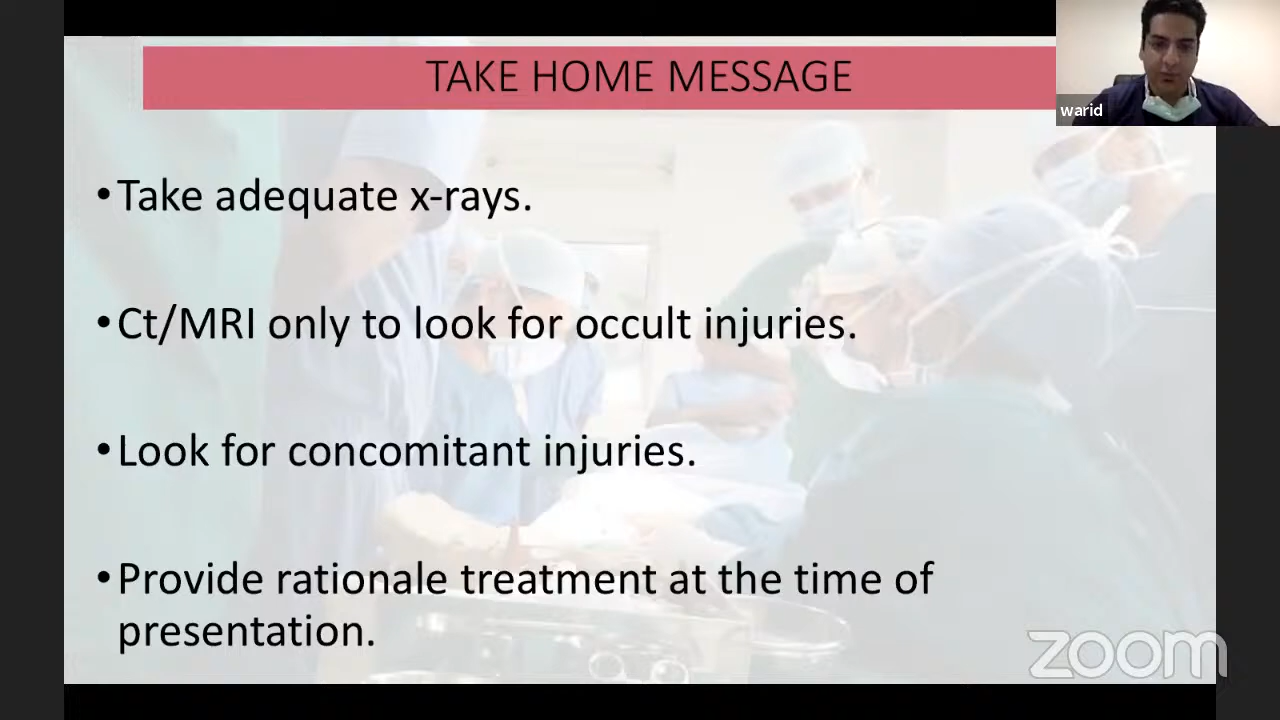 TAKE HOME MESSAGE
warid
•Take adequate x-rays.
•Ct/MRI only to look for occult injuries.
•Look for concomitant injuries.
•Provide rationale treatment at the time of
presentation.
zoom